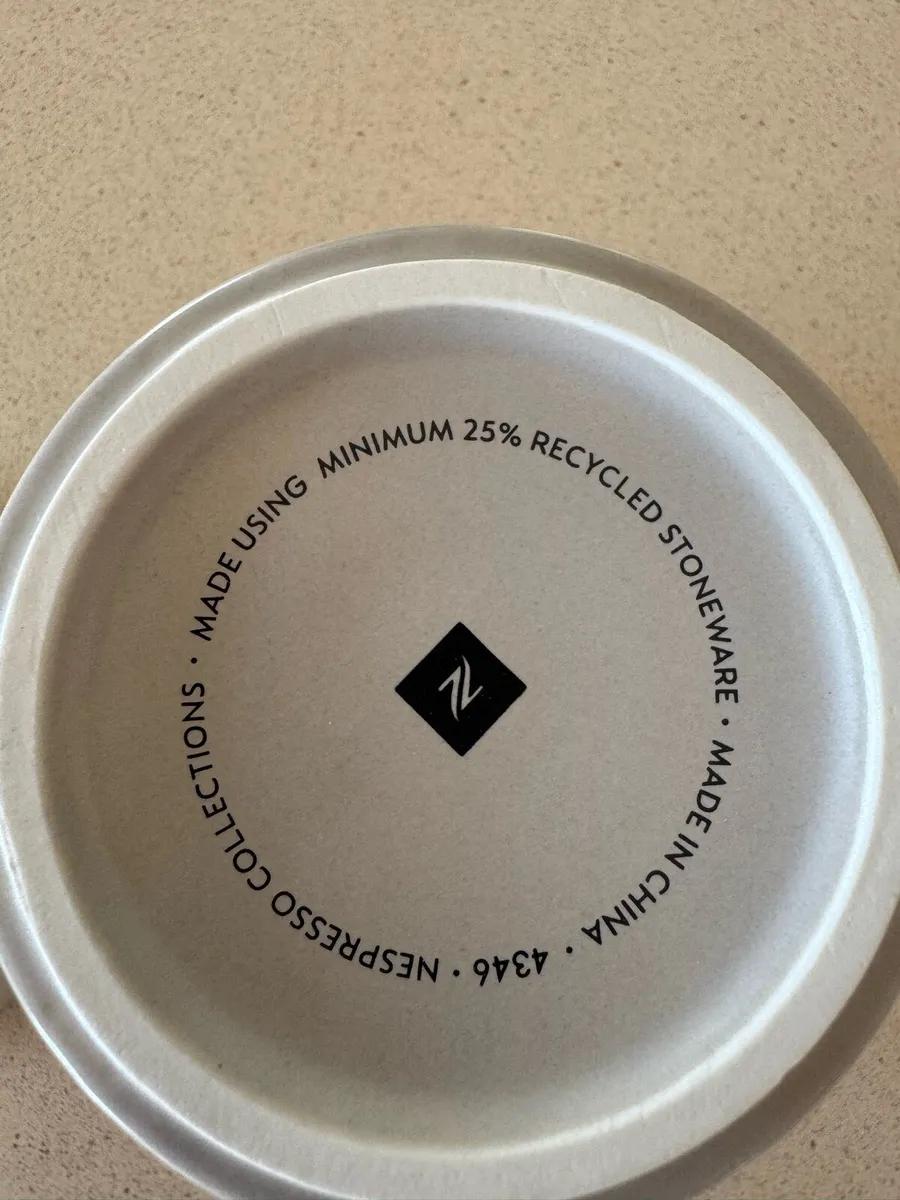 MADE USING MINIMUM 25% RECYCLED STONEWARE · MADE IN CHINA · 4346 · NESPRESSO COLLECTIONS ·
N